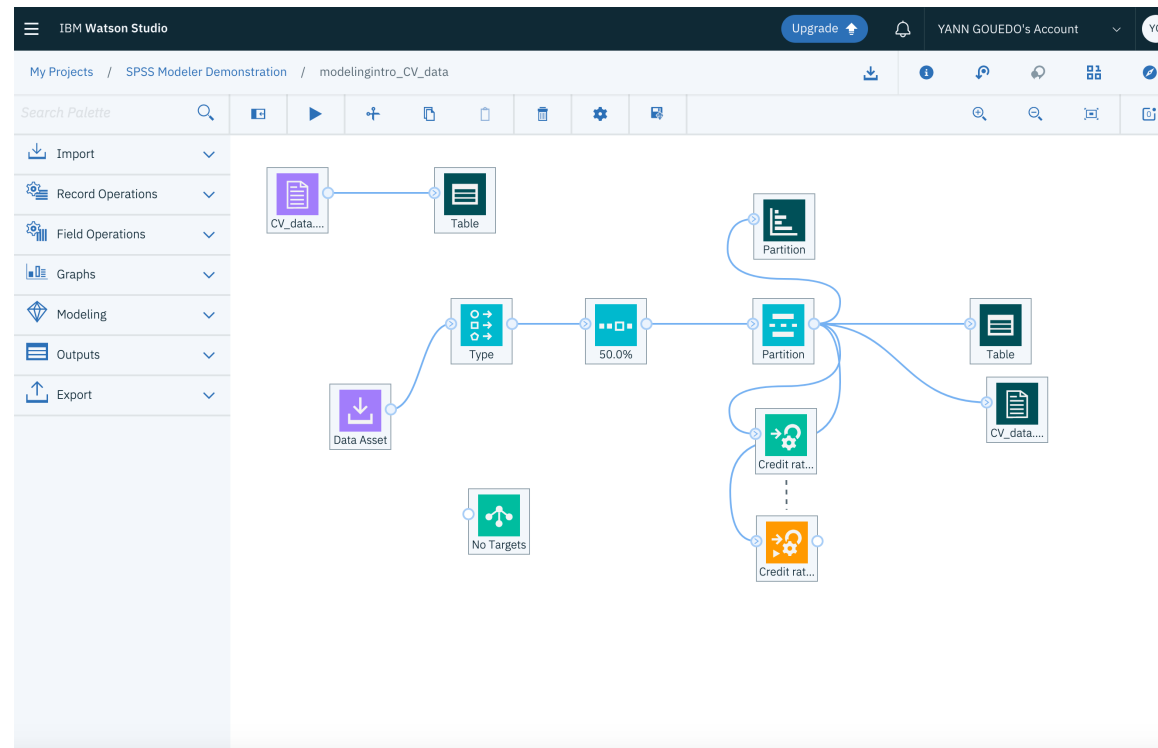 IBM Watson Studio
Upgrade
YANN GOUEDO's Account
My Projects / SPSS Modeler Demonstration / modelingintro_CV_data
Search Palette
Import
Record Operations
Field Operations
Graphs
Modeling
Outputs
Export
CV_data....
Table
Partition
Type
50.0%
Partition
Table
Data Asset
CV_data....
Credit rat...
No Targets
Credit rat...